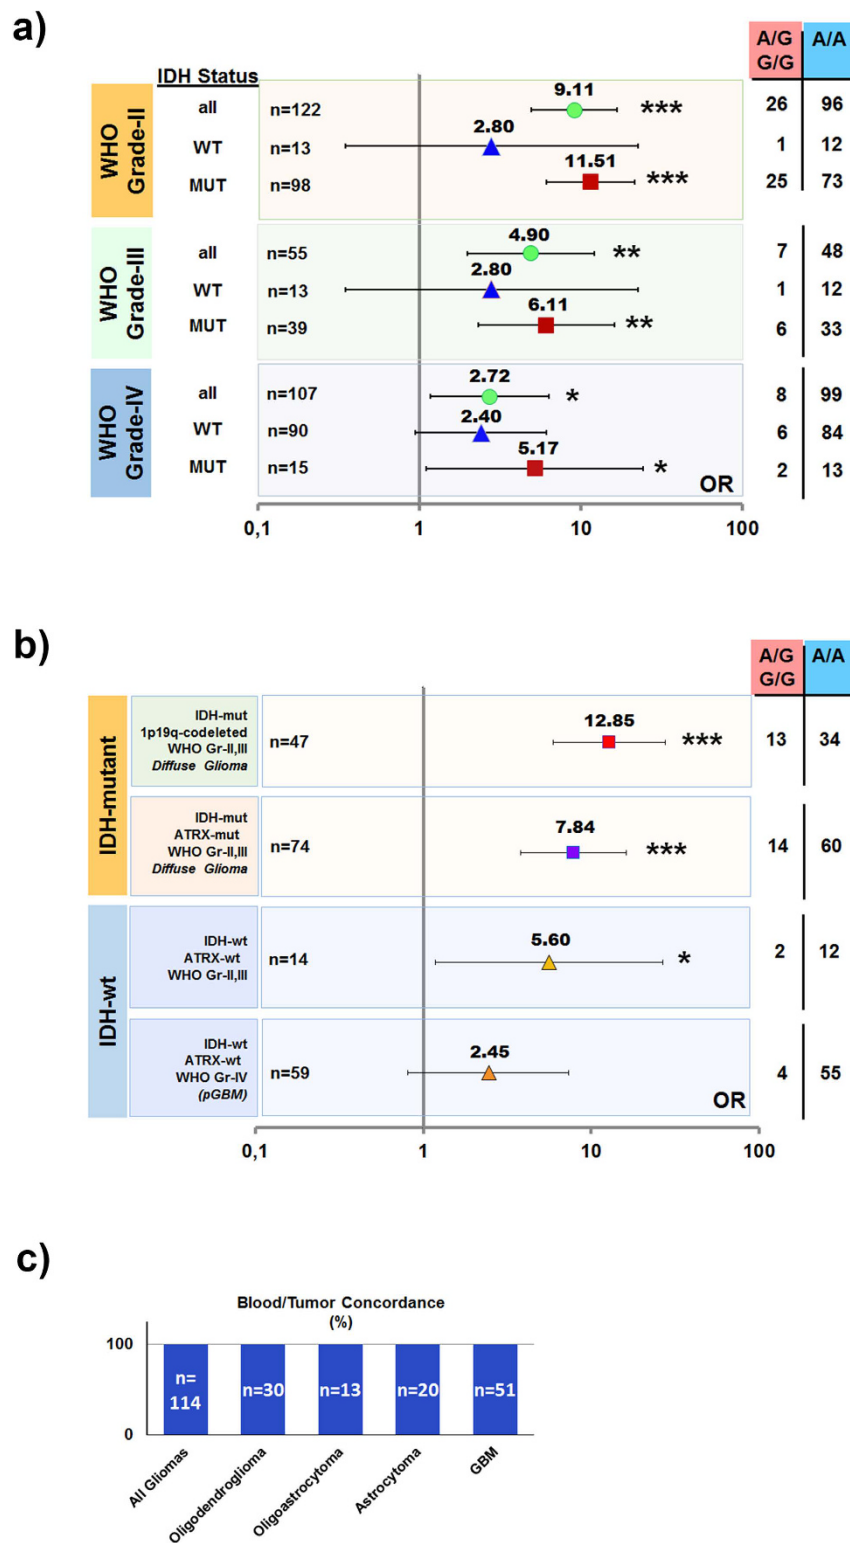 a)
A/G
G/G
A/A
IDH Status
WHO
Grade-II
all
n=122
9.11
***
26
96
WT
n=13
2.80
1
12
MUT
n=98
11.51
***
25
73
WHO
Grade-III
all
n=55
4.90
**
7
48
WT
n=13
2.80
1
12
MUT
n=39
6.11
**
6
33
WHO
Grade-IV
all
n=107
2.72
*
8
99
WT
n=90
2.40
6
84
MUT
n=15
5.17
*
2
13
OR
0,1
1
10
100
b)
A/G
G/G
A/A
IDH-mutant
IDH-mut
1p19q-codeleted
WHO Gr-II,III
Diffuse Glioma
n=47
12.85
***
13
34
IDH-mut
ATRX-mut
WHO Gr-II,III
Diffuse Glioma
n=74
7.84
***
14
60
IDH-wt
IDH-wt
ATRX-wt
WHO Gr-II,III
n=14
5.60
*
2
12
IDH-wt
ATRX-wt
WHO Gr-IV
(pGBM)
n=59
2.45
4
55
OR
0,1
1
10
100
c)
Blood/Tumor Concordance
(%)
100
0
n=
114
n=30
n=13
n=20
n=51
All Gliomas
Oligodendroglioma
Oligoastrocytoma
Astrocytoma
GBM